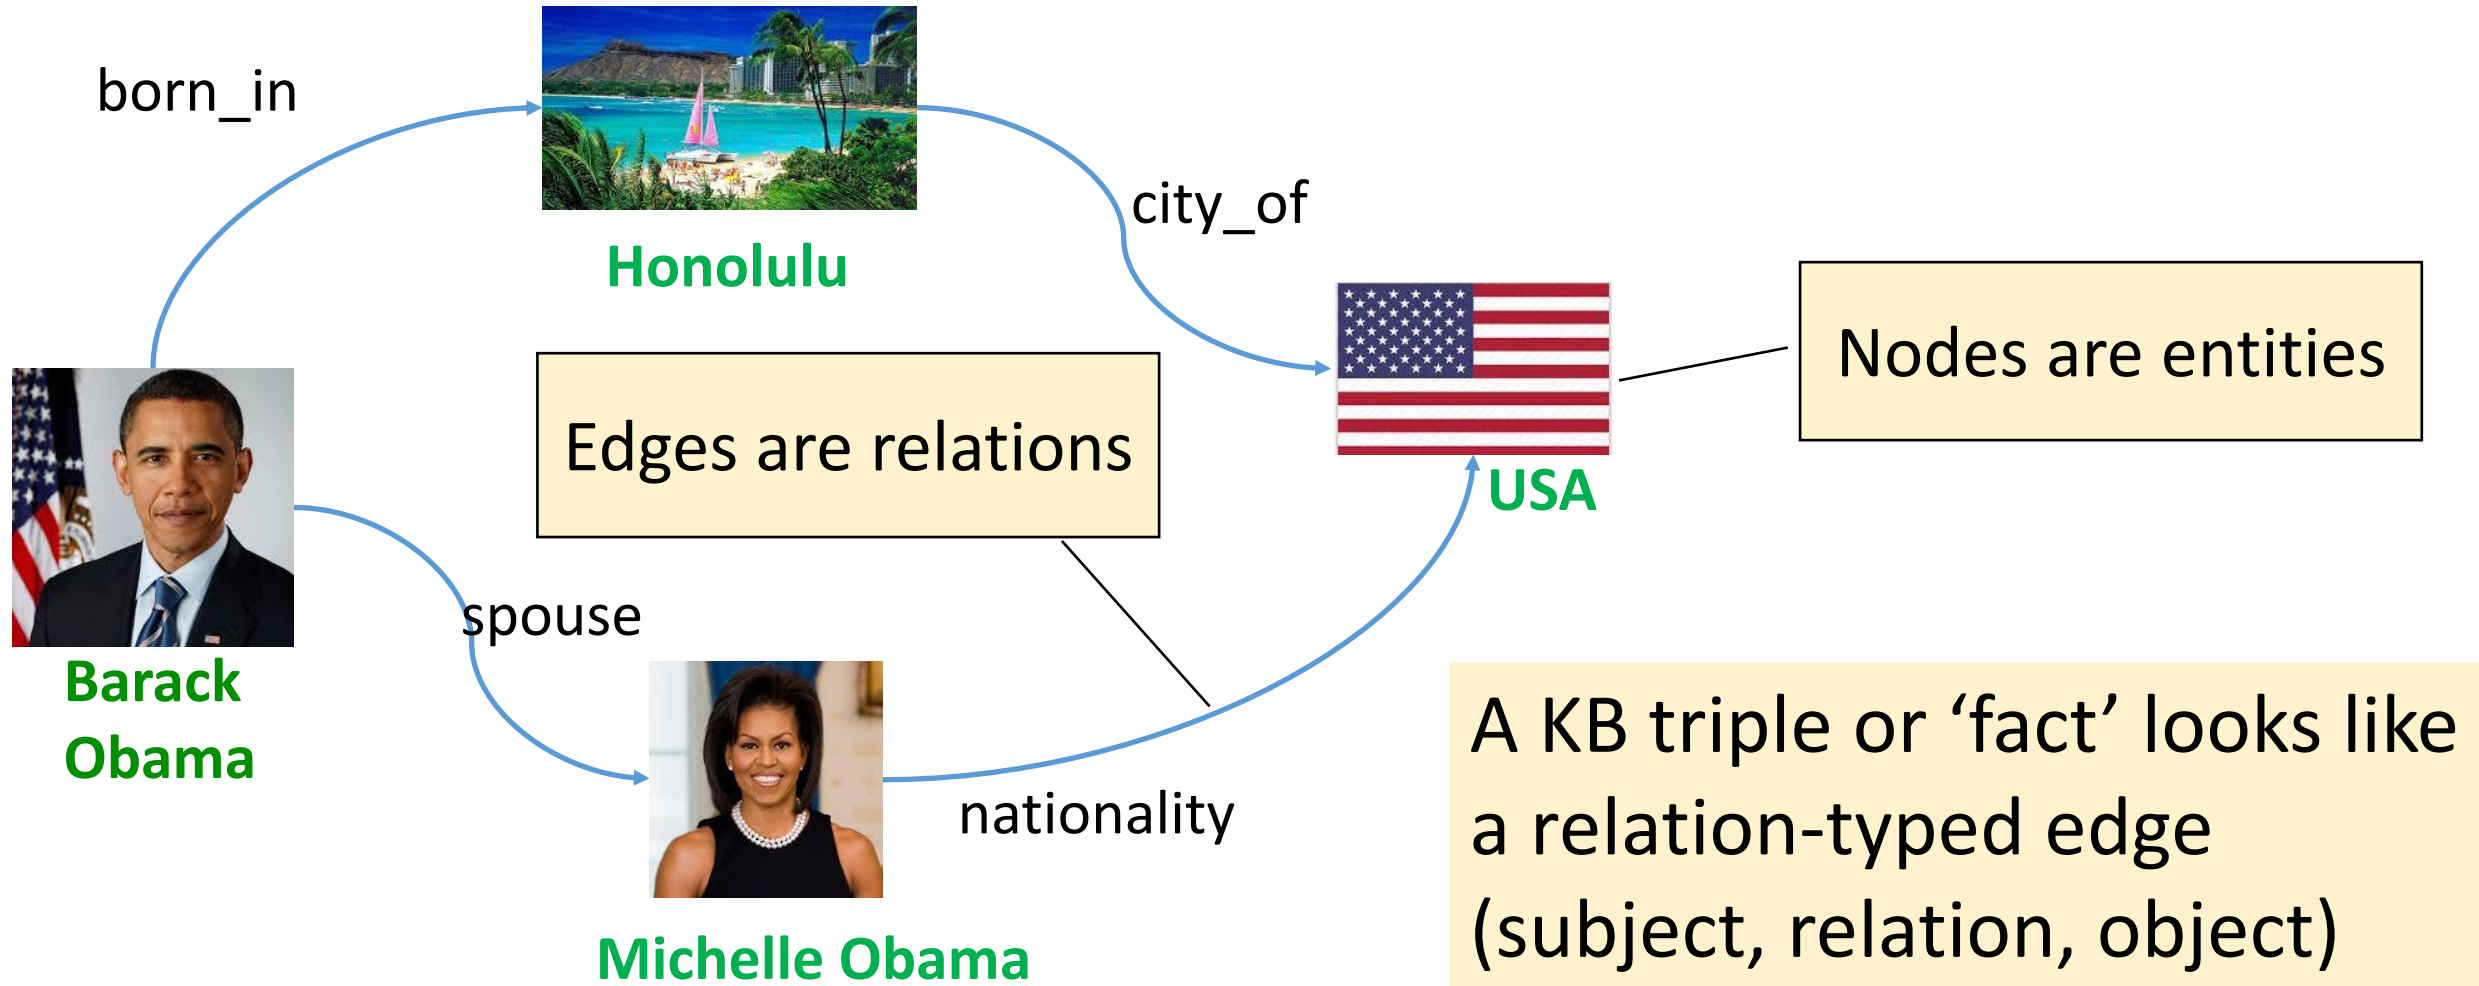 born_in
city_of
Honolulu
Nodes are entities
Edges are relations
USA
spouse
Barack
Obama
nationality
Michelle Obama
A KB triple or ‘fact’ looks like
a relation-typed edge
(subject, relation, object)